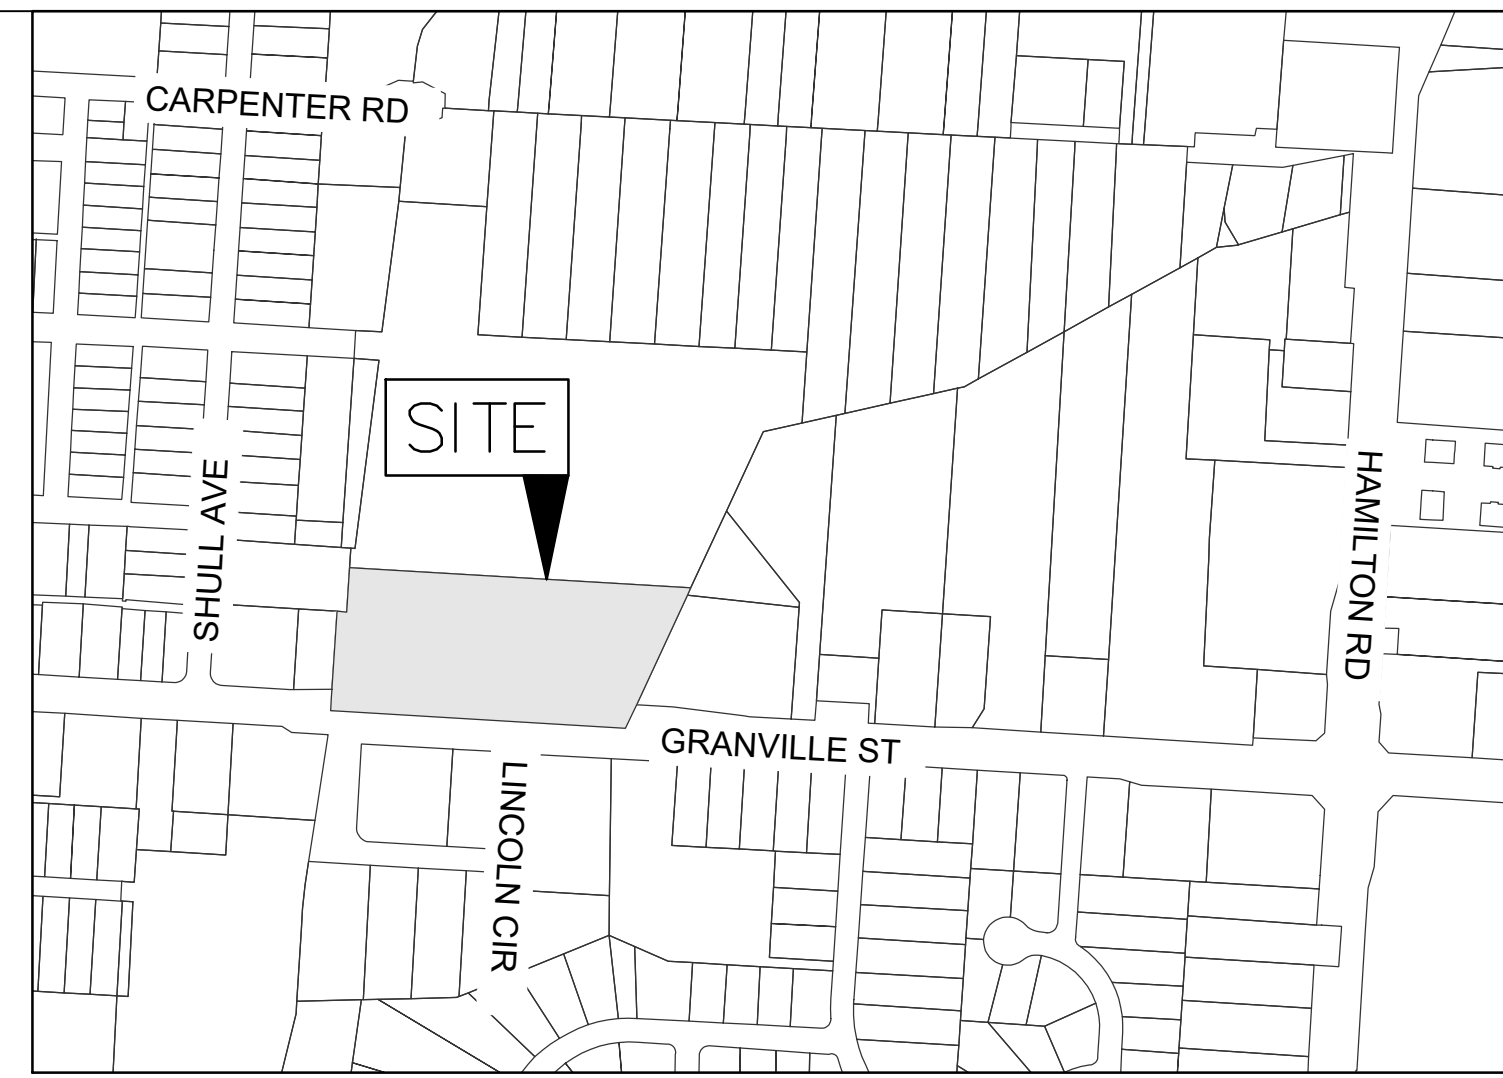 CARPENTER RD
SITE
SHULL AVE
HAMILTON RD
GRANVILLE ST
LINCOLN CIR